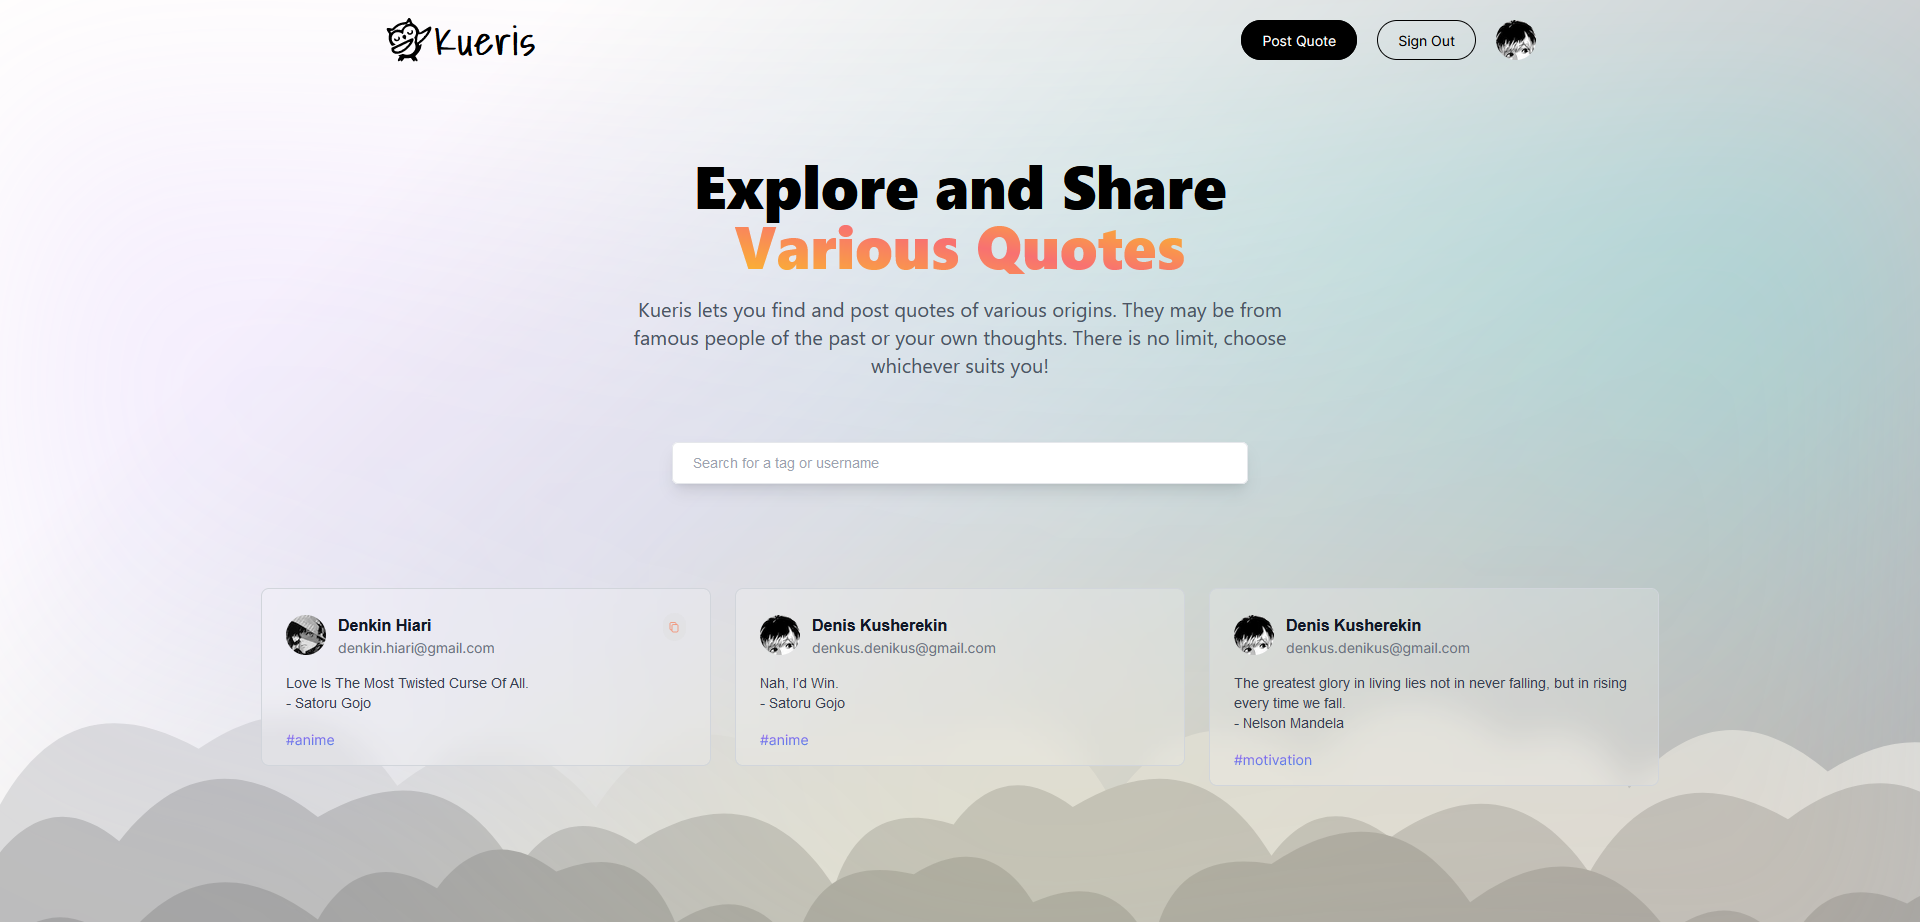 Kueris
Post Quote
Sign Out
Explore and Share
Various Quotes
Kueris lets you find and post quotes of various origins. They may be from
famous people of the past or your own thoughts. There is no limit, choose
whichever suits you!
Search for a tag or username
Denkin Hiari
denkin.hiari@gmail.com
Love Is The Most Twisted Curse Of All.
- Satoru Gojo
#anime
Denis Kusherekin
denkus.denikus@gmail.com
Nah, I'd Win.
- Satoru Gojo
#anime
Denis Kusherekin
denkus.denikus@gmail.com
The greatest glory in living lies not in never falling, but in rising
every time we fall.
- Nelson Mandela
#motivation